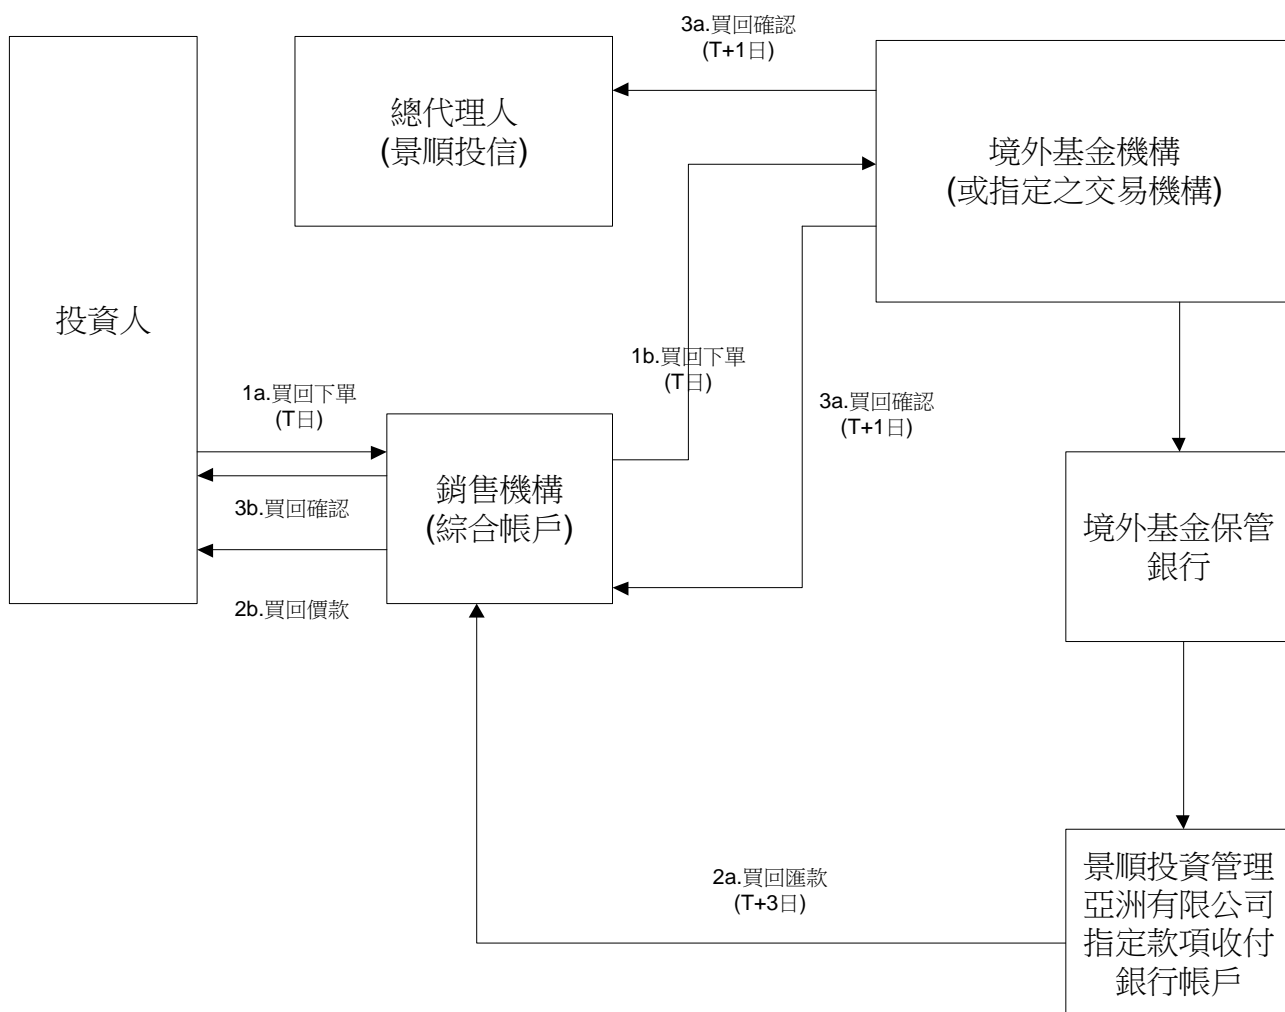 3a.買回確認
(T+1日)
總代理人
(景順投信)
境外基金機構
(或指定之交易機構)
投資人
1b.買回下單
(T日)
1a.買回下單
(T日)
3a.買回確認
(T+1日)
銷售機構
(綜合帳戶)
3b.買回確認
境外基金保管
銀行
2b.買回價款
2a.買回匯款
(T+3日)
景順投資管理
亞洲有限公司
指定款項收付
銀行帳戶